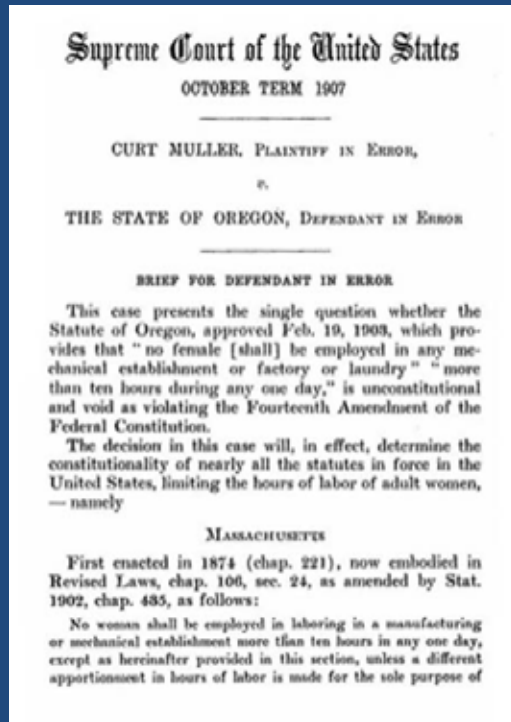 Supreme Court of the United States
OCTOBER TERM 1907
CURT MULLER, PLAINTIFF IN ERROR,
v.
THE STATE OF OREGON, DEFENDANT IN ERROR
BRIEF FOR DEFENDANT IN ERROR
This case presents the single question whether the
Statute of Oregon, approved Feb. 19, 1903, which pro-
vides that "no female [shall] be employed in any me-
chanical establishment or factory or laundry" "more
than ten hours during any one day," is unconstitutional
and void as violating the Fourteenth Amendment of the
Federal Constitution.
The decision in this case will, in effect, determine the
constitutionality of nearly all the statutes in force in the
United States, limiting the hours of labor of adult women,
— namely
MASSACHUSETTS
First enacted in 1874 (chap. 221), now embodied in
Revised Laws, chap. 106, sec. 24, as amended by Stat.
1902, chap. 435, as follows:
No woman shall be employed in laboring in a manufacturing
or mechanical establishment more than ten hours in any one day,
except as hereinafter provided in this section, unless a different
apportionment in hours of labor is made for the sole purpose of